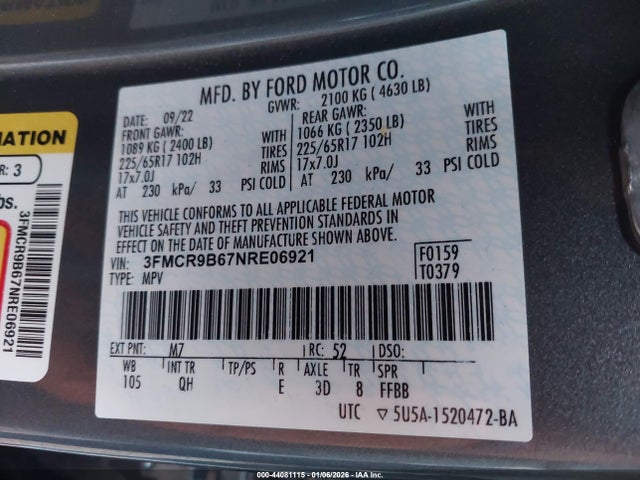 MFD. BY FORD MOTOR CO.
DATE: 09/22 GVWR: 2100 KG ( 4630 LB)
FRONT GAWR: REAR GAWR:
1089 KG ( 2400 LB) WITH 1066 KG ( 2350 LB) WITH
225/65R17 102H TIRES 225/65R17 102H TIRES
17x7.0J RIMS 17x7.0J RIMS
AT 230 kPa/ 33 PSI COLD AT 230 kPa/ 33 PSI COLD
THIS VEHICLE CONFORMS TO ALL APPLICABLE FEDERAL MOTOR
VEHICLE SAFETY AND THEFT PREVENTION STANDARDS IN
EFFECT ON THE DATE OF MANUFACTURE SHOWN ABOVE.
VIN: 3FMCR9B67NRE06921 F0159
TYPE: MPV T0379
EXT PNT: M7 RC: 52 DSO:
WB INT TR TP/PS R AXLE TR SPR
105 QH E 3D 8 FFBB
UTC ▽ 5U5A-1520472-BA
MATION
R: 3
bs.
3FMCR9B67NRE06921
000-44081115 - 01/06/2026 - IAA Inc.